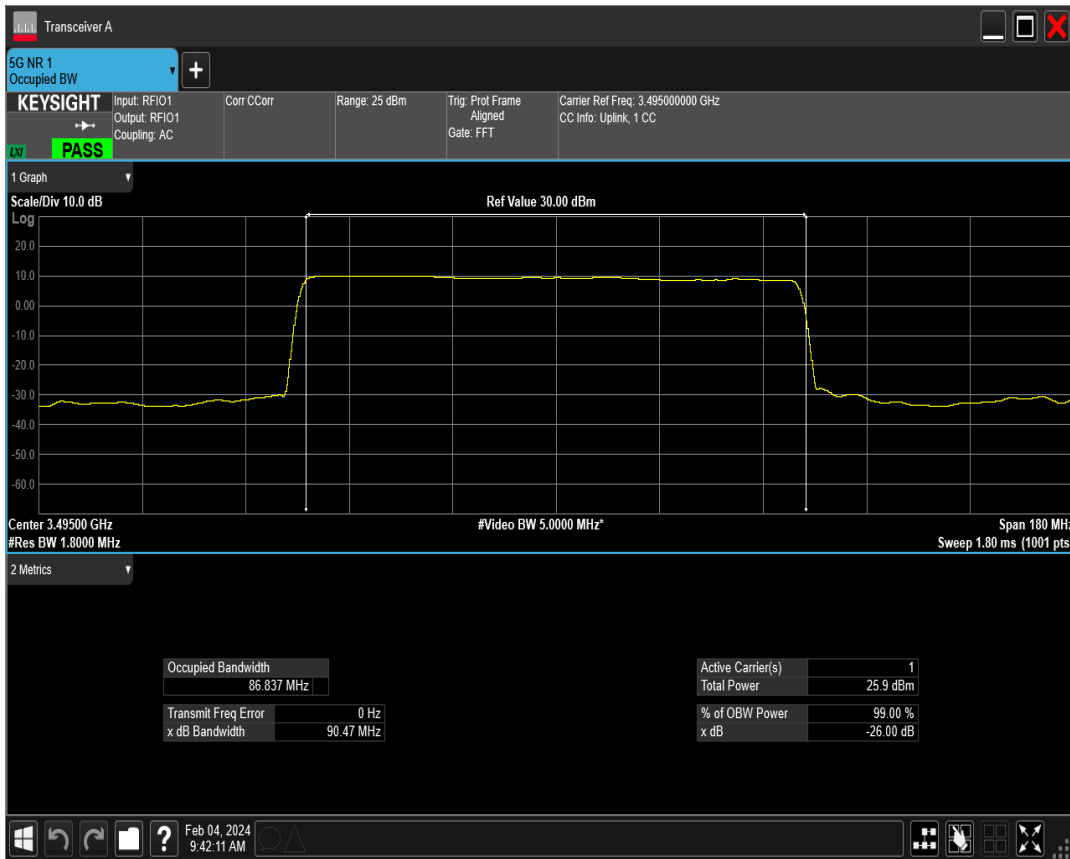 Transceiver A
5G NR 1
Occupied BW
+
KEYSIGHT
LXI
PASS
Input: RFIO1
Output: RFIO1
Coupling: AC
Corr CCorr
Range: 25 dBm
Trig: Prot Frame
Aligned
Gate: FFT
Carrier Ref Freq: 3.495000000 GHz
CC Info: Uplink, 1 CC
1 Graph
Scale/Div 10.0 dB
Ref Value 30.00 dBm
Log
20.0
10.0
0.00
-10.0
-20.0
-30.0
-40.0
-50.0
-60.0
Center 3.49500 GHz
#Video BW 5.0000 MHz*
Span 180 MHz
#Res BW 1.8000 MHz
Sweep 1.80 ms (1001 pts
2 Metrics
Occupied Bandwidth
86.837 MHz
Transmit Freq Error 0 Hz
x dB Bandwidth 90.47 MHz
Active Carrier(s) 1
Total Power 25.9 dBm
% of OBW Power 99.00 %
x dB -26.00 dB
?
Feb 04, 2024
9:42:11 AM